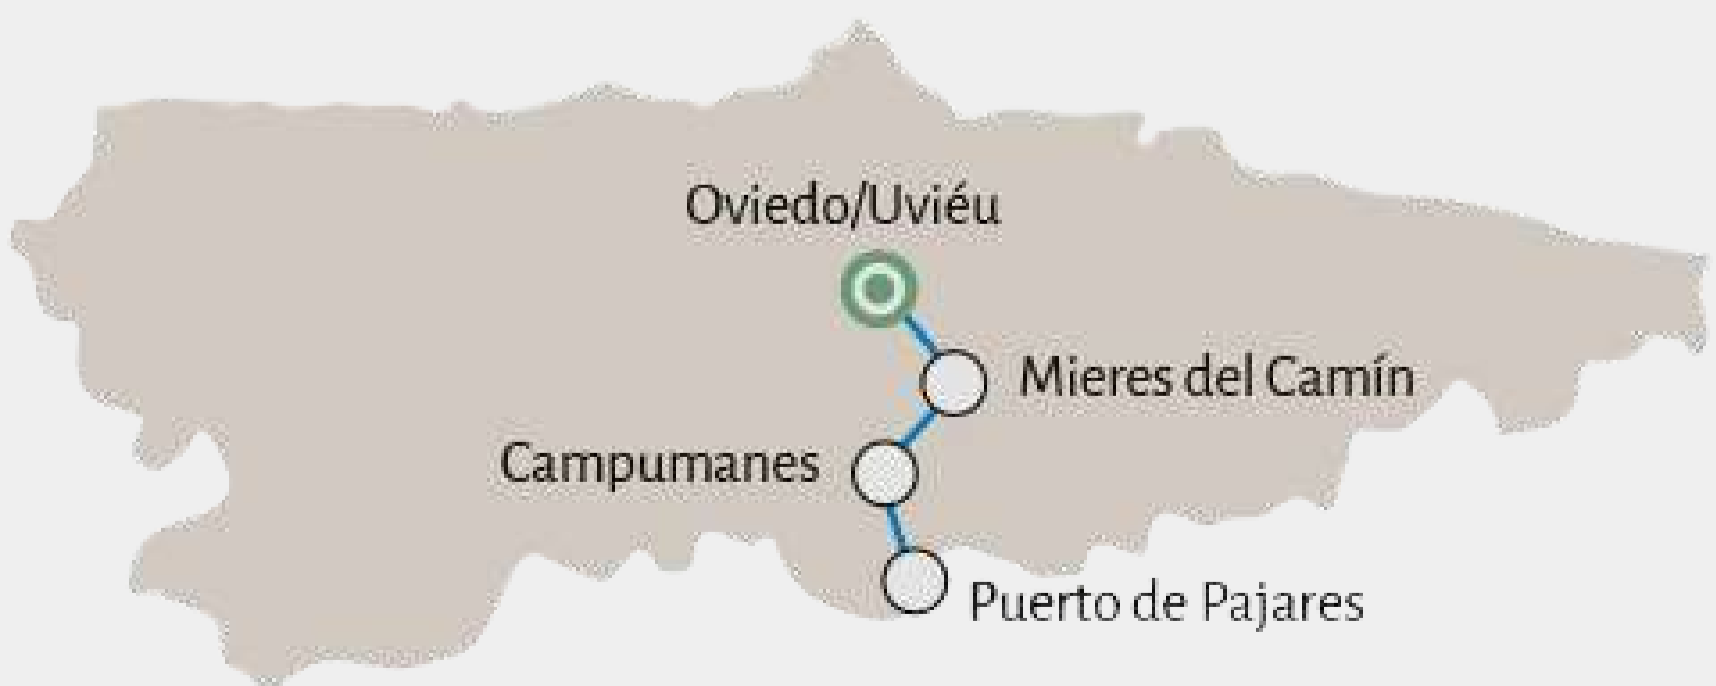 Oviedo/Uviéu
Mieres del Camín
Campumanes
Puerto de Pajares